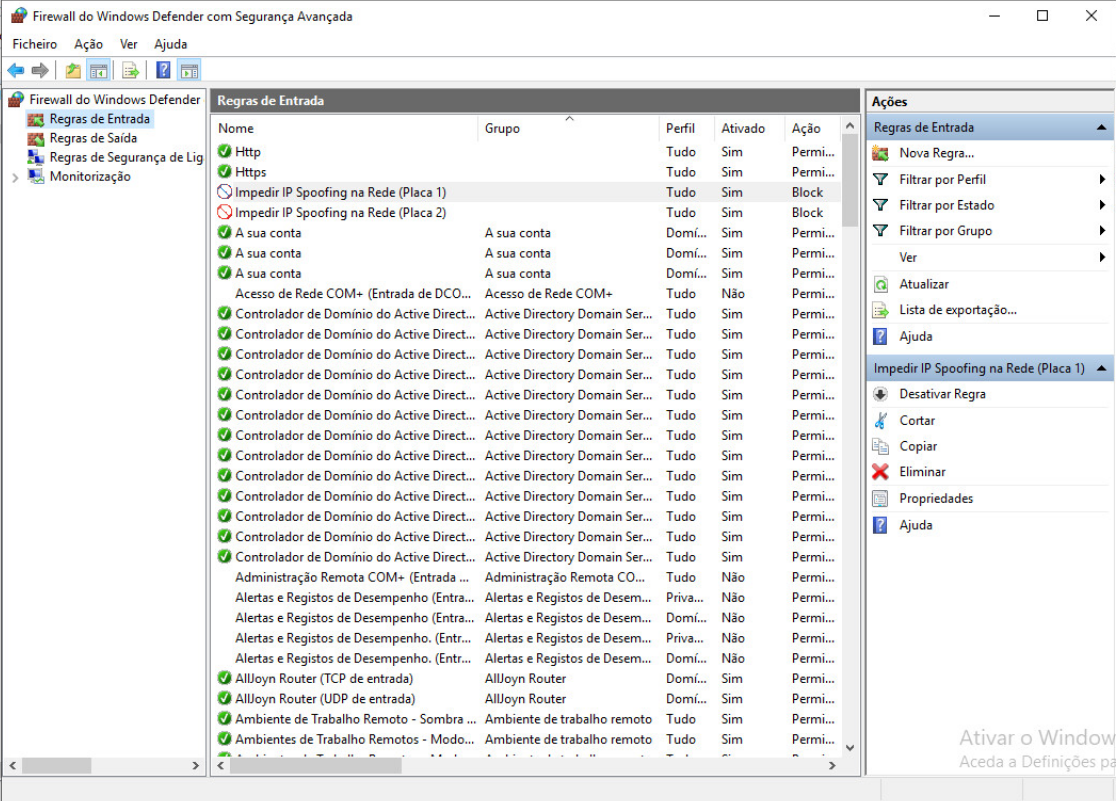 Firewall do Windows Defender com Segurança Avançada
Ficheiro Ação Ver Ajuda
Firewall do Windows Defender
Regras de Entrada
Regras de Saída
Regras de Segurança de Lig
Monitorização
Regras de Entrada
Nome Grupo Perfil Ativado Ação
Http Tudo Sim Permi...
Https Tudo Sim Permi...
Impedir IP Spoofing na Rede (Placa 1) Tudo Sim Block
Impedir IP Spoofing na Rede (Placa 2) Tudo Sim Block
A sua conta A sua conta Domí... Sim Permi...
A sua conta A sua conta Domí... Sim Permi...
A sua conta A sua conta Domí... Sim Permi...
Acesso de Rede COM+ (Entrada de DCO... Acesso de Rede COM+ Tudo Não Permi...
Controlador de Domínio do Active Direct... Active Directory Domain Ser... Tudo Sim Permi...
Controlador de Domínio do Active Direct... Active Directory Domain Ser... Tudo Sim Permi...
Controlador de Domínio do Active Direct... Active Directory Domain Ser... Tudo Sim Permi...
Controlador de Domínio do Active Direct... Active Directory Domain Ser... Tudo Sim Permi...
Controlador de Domínio do Active Direct... Active Directory Domain Ser... Tudo Sim Permi...
Controlador de Domínio do Active Direct... Active Directory Domain Ser... Tudo Sim Permi...
Controlador de Domínio do Active Direct... Active Directory Domain Ser... Tudo Sim Permi...
Controlador de Domínio do Active Direct... Active Directory Domain Ser... Tudo Sim Permi...
Controlador de Domínio do Active Direct... Active Directory Domain Ser... Tudo Sim Permi...
Controlador de Domínio do Active Direct... Active Directory Domain Ser... Tudo Sim Permi...
Controlador de Domínio do Active Direct... Active Directory Domain Ser... Tudo Sim Permi...
Controlador de Domínio do Active Direct... Active Directory Domain Ser... Tudo Sim Permi...
Controlador de Domínio do Active Direct... Active Directory Domain Ser... Tudo Sim Permi...
Administração Remota COM+ (Entrada ... Administração Remota CO... Tudo Não Permi...
Alertas e Registos de Desempenho (Entra... Alertas e Registos de Desem... Priva... Não Permi...
Alertas e Registos de Desempenho (Entra... Alertas e Registos de Desem... Domí... Não Permi...
Alertas e Registos de Desempenho. (Entr... Alertas e Registos de Desem... Priva... Não Permi...
Alertas e Registos de Desempenho. (Entr... Alertas e Registos de Desem... Domí... Não Permi...
AllJoyn Router (TCP de entrada) AllJoyn Router Domí... Sim Permi...
AllJoyn Router (UDP de entrada) AllJoyn Router Domí... Sim Permi...
Ambiente de Trabalho Remoto - Sombra ... Ambiente de trabalho remoto Tudo Sim Permi...
Ambientes de Trabalho Remotos - Modo... Ambiente de trabalho remoto Tudo Sim Permi...
Ações
Regras de Entrada
Nova Regra...
Filtrar por Perfil
Filtrar por Estado
Filtrar por Grupo
Ver
Atualizar
Lista de exportação...
Ajuda
Impedir IP Spoofing na Rede (Placa 1)
Desativar Regra
Cortar
Copiar
Eliminar
Propriedades
Ajuda
Ativar o Window
Aceda a Definições pa